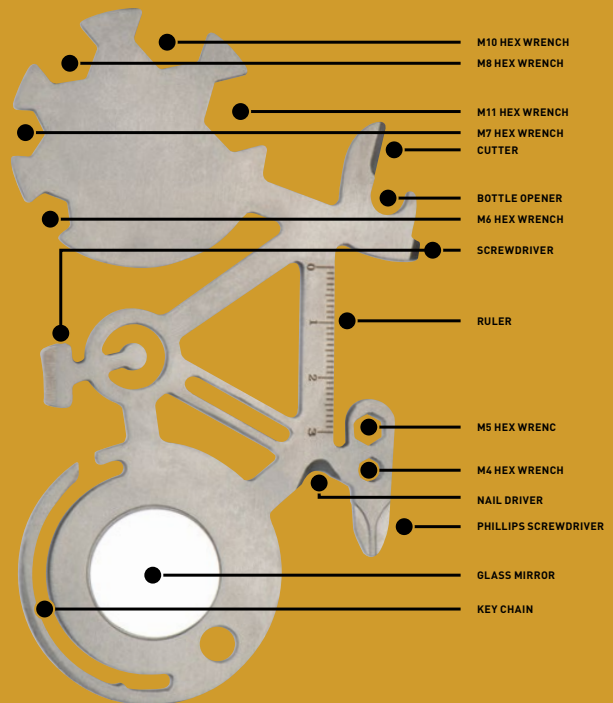 M10 HEX WRENCH
M8 HEX WRENCH
M11 HEX WRENCH
M7 HEX WRENCH
CUTTER
BOTTLE OPENER
M6 HEX WRENCH
SCREWDRIVER
0
RULER
1
2
M5 HEX WRENC
3
M4 HEX WRENCH
NAIL DRIVER
PHILLIPS SCREWDRIVER
GLASS MIRROR
KEY CHAIN